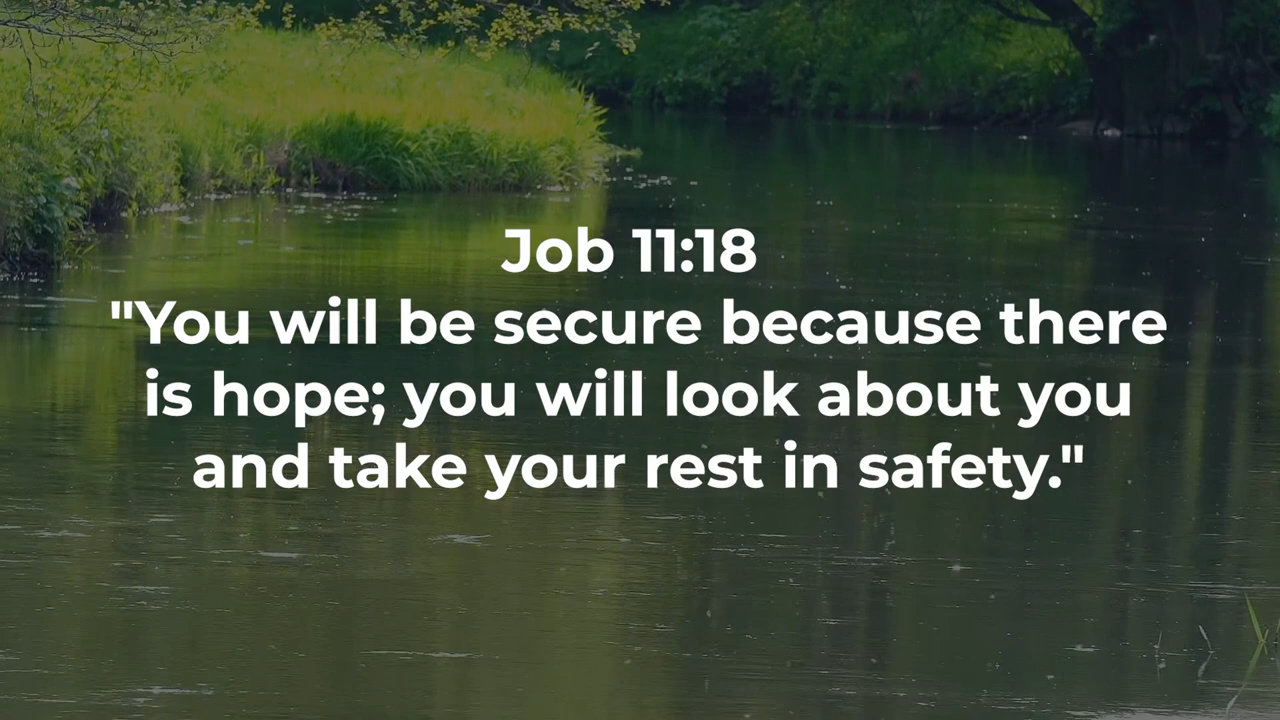 Job 11:18
"You will be secure because there
is hope; you will look about you
and take your rest in safety."